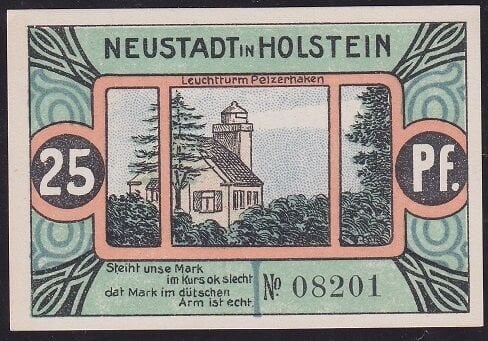 NEUSTADT IN HOLSTEIN
Leuchtturm Pelzerhaken
25
Pf.
Steiht unse Mark
im Kurs ok slecht
dat Mark im dütschen
Arm ist echt.
No 08201